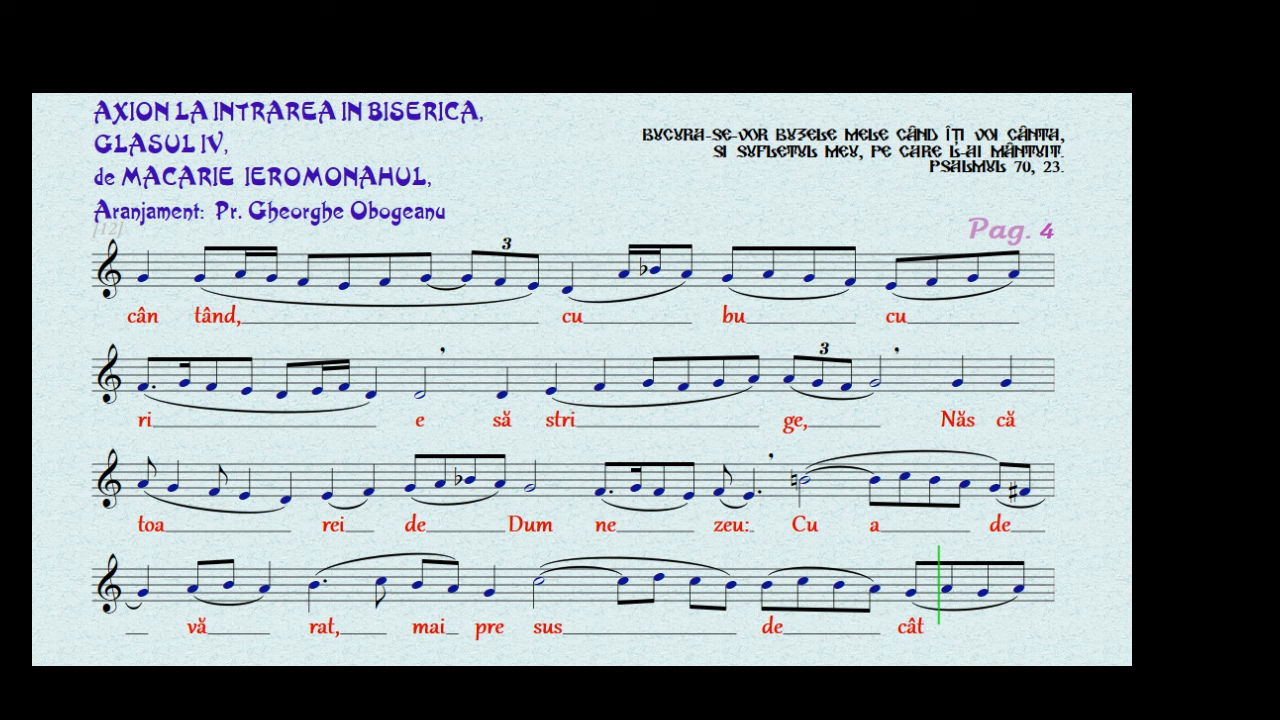 AXION LA INTRAREA IN BISERICA,
GLASUL IV,
de MACARIE IEROMONAHUL,
Aranjament: Pr. Gheorghe Obogeanu
BUCURA-SE-VOR BUZELE MELE CÂND ÎȚI VOI CÂNTA,
SI SUFLETUL MEU, PE CARE L-AI MÂNTUIT.
PSALMUL 70, 23.
[12]
Pag. 4
3
cân tând, cu bu cu
3
ri e să stri ge, Năs că
toa rei de Dum ne zeu: Cu a de
vă rat, mai pre sus de cât